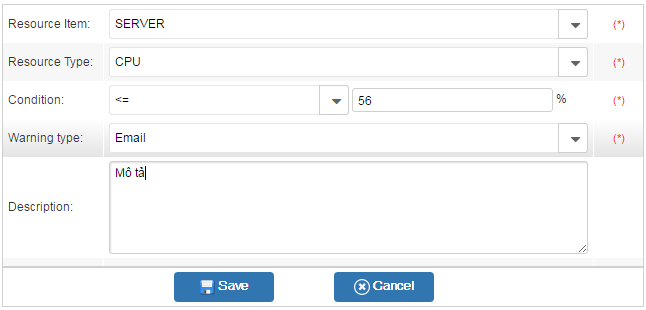 Resource Item: SERVER (*)
Resource Type: CPU (*)
Condition: <= 56 % (*)
Warning type: Email (*)
Description: Mô tả
Save Cancel